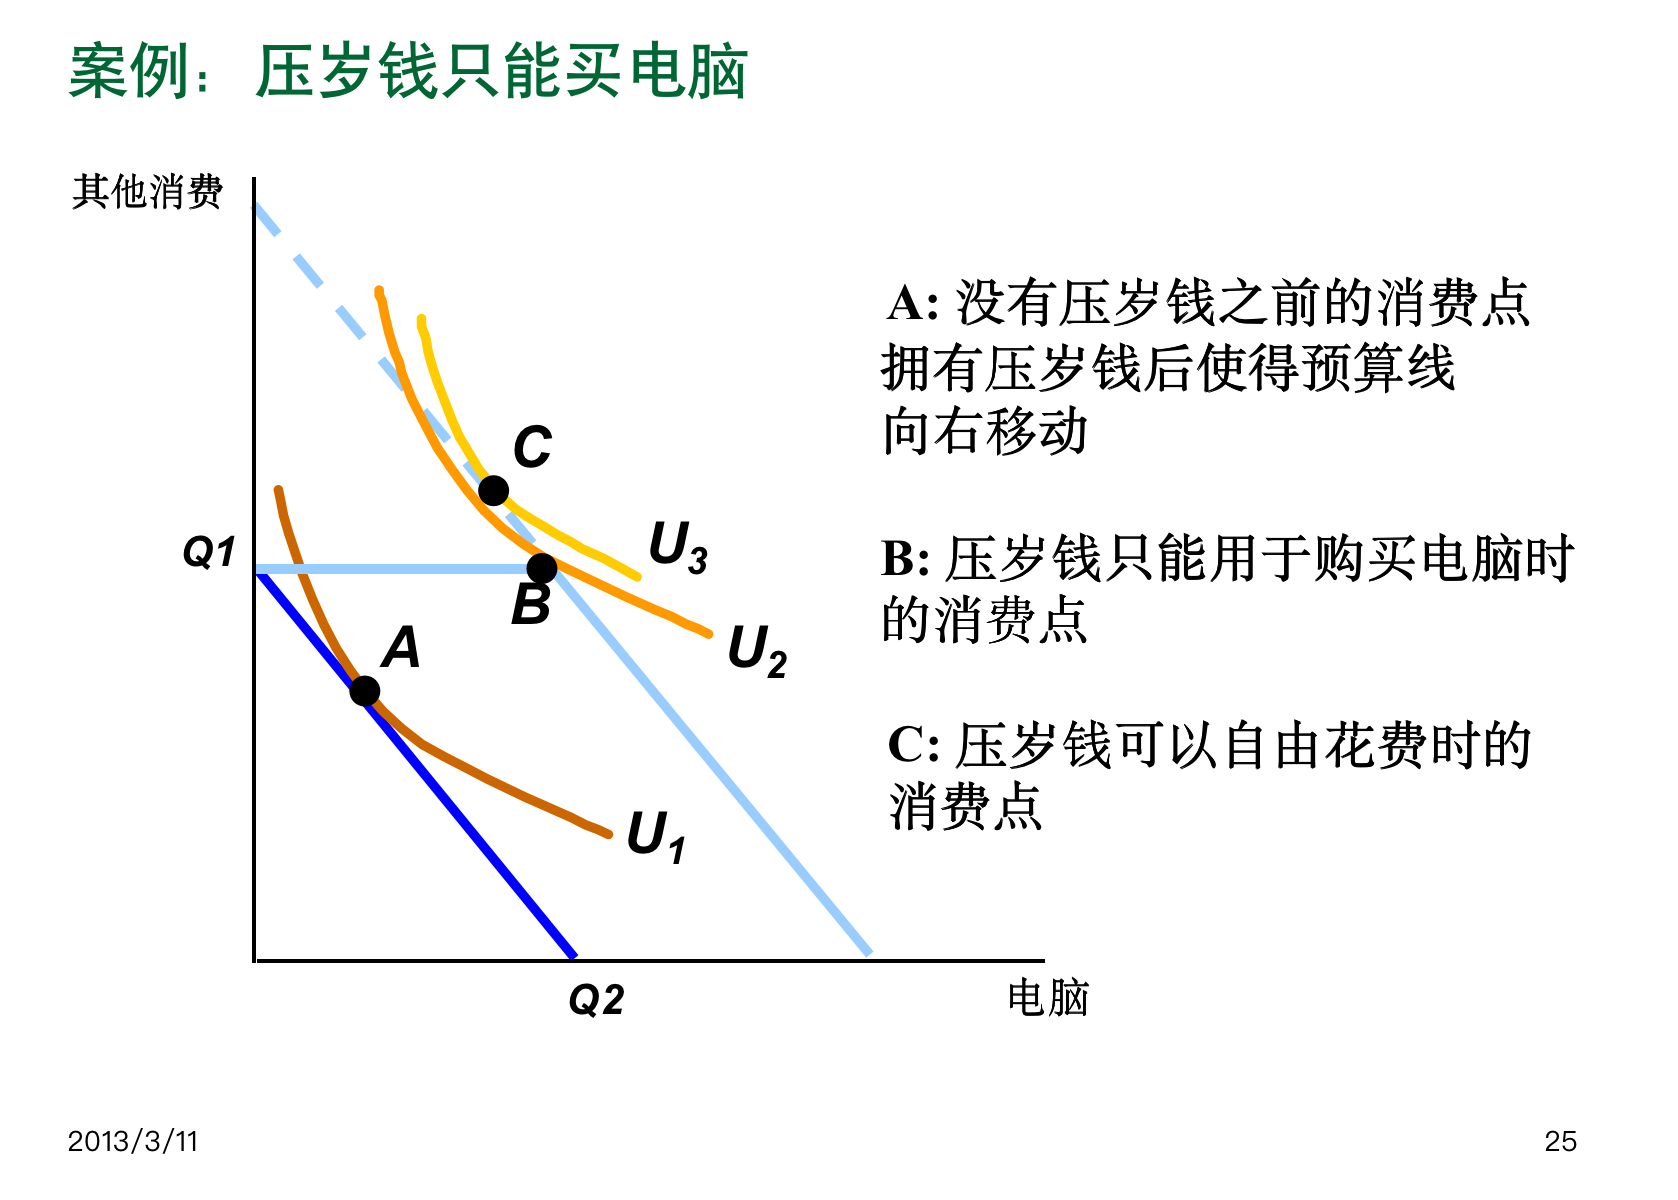 案例：压岁钱只能买电脑
其他消费
A: 没有压岁钱之前的消费点
拥有压岁钱后使得预算线
向右移动
C
Q1
U3
B: 压岁钱只能用于购买电脑时
的消费点
B
A
U2
C: 压岁钱可以自由花费时的
消费点
U1
Q2
电脑
2013/3/11
25